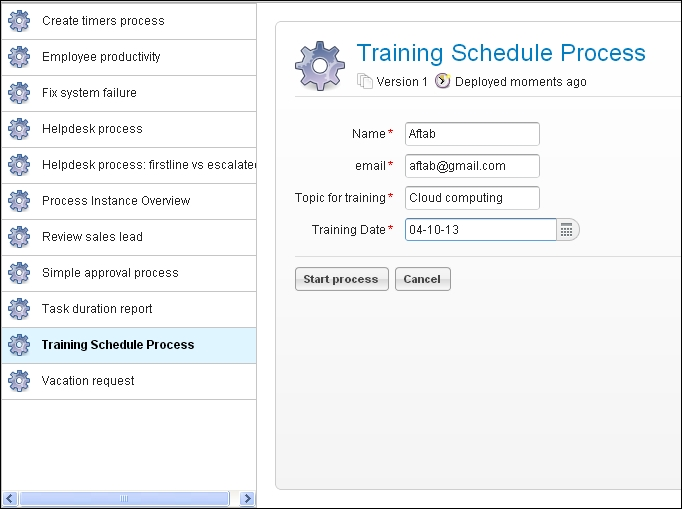 Create timers process
Employee productivity
Fix system failure
Helpdesk process
Helpdesk process: firstline vs escalated
Process Instance Overview
Review sales lead
Simple approval process
Task duration report
Training Schedule Process
Vacation request
Training Schedule Process
Version 1 Deployed moments ago
Name* Aftab
email* aftab@gmail.com
Topic for training* Cloud computing
Training Date* 04-10-13
Start process Cancel